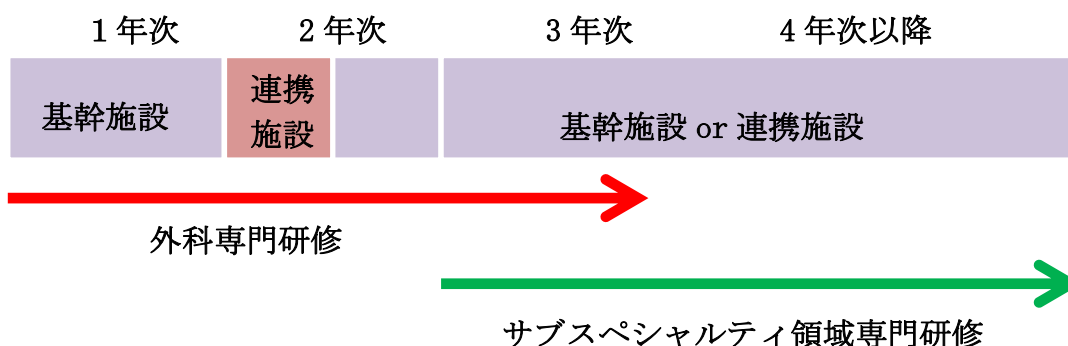 1年次 2年次 3年次 4年次以降
基幹施設
連携
施設
基幹施設 or 連携施設
外科専門研修
サブスペシャルティ領域専門研修